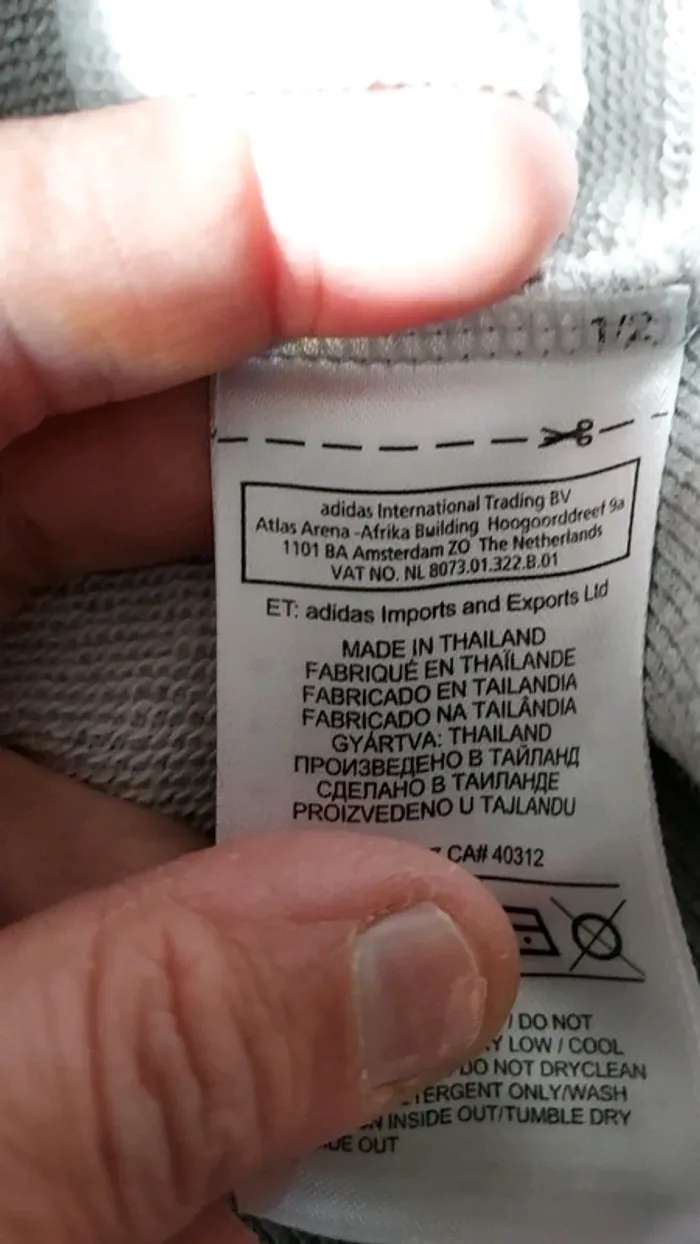 1/2
adidas International Trading BV
Atlas Arena -Afrika Building Hoogoorddreef 9a
1101 BA Amsterdam ZO The Netherlands
VAT NO. NL 8073.01.322.B.01
ET: adidas Imports and Exports Ltd
MADE IN THAILAND
FABRIQUÉ EN THAÏLANDE
FABRICADO EN TAILANDIA
FABRICADO NA TAILÂNDIA
GYÁRTVA: THAILAND
ПРОИЗВЕДЕНО В ТАЙЛАНД
СДЕЛАНО В ТАИЛАНДЕ
PROIZVEDENO U TAJLANDU
CA# 40312
/ DO NOT
LOW / COOL
DO NOT DRYCLEAN
ONLY/WASH
INSIDE OUT/TUMBLE DRY
OUT